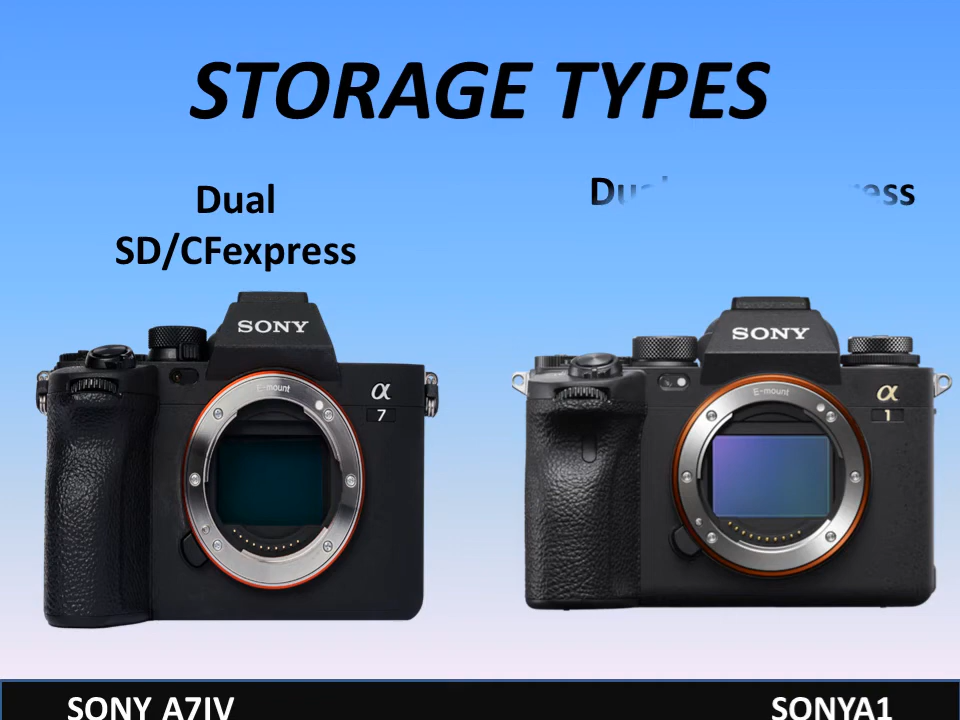 STORAGE TYPES
Dual
SD/CFexpress
SONY
E-mount
α
7
SONY
E-mount
α
1
SONY A7IV
SONYA1